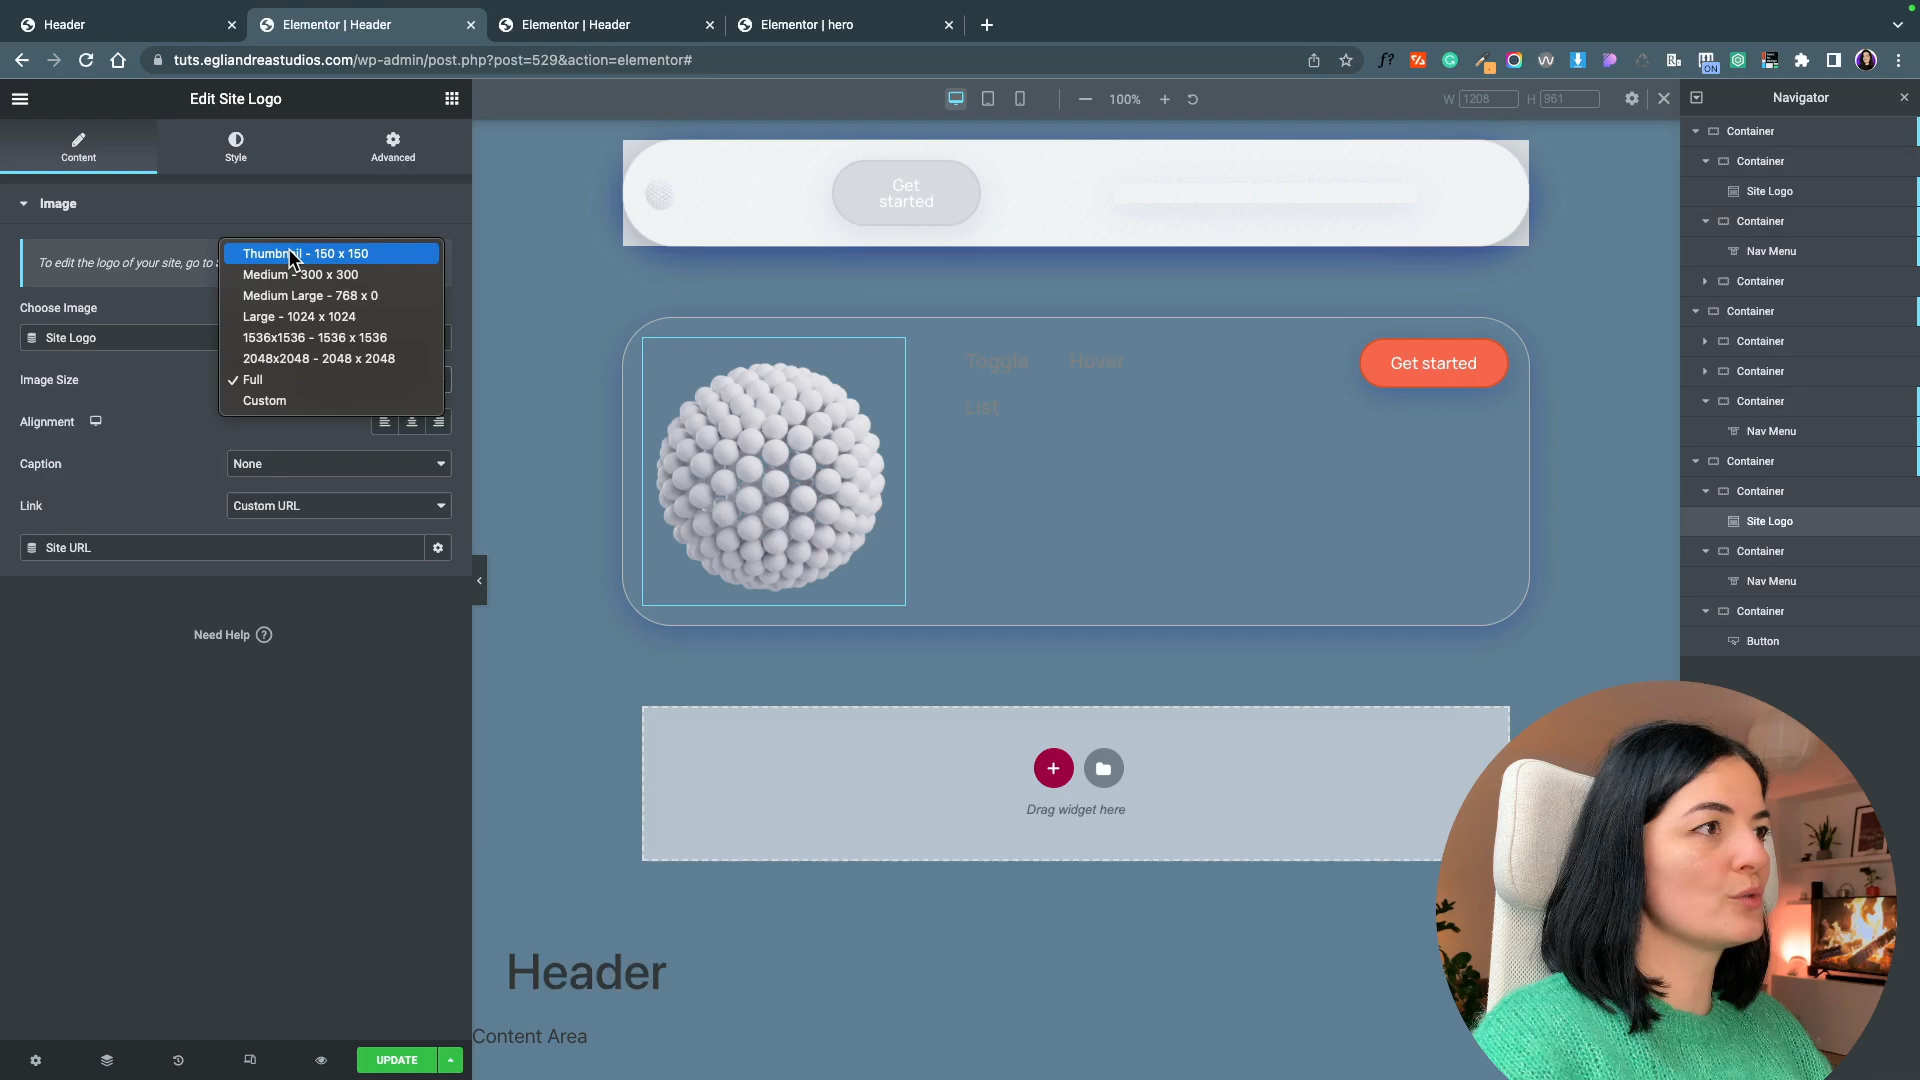 Header
Elementor | Header
Elementor | Header
Elementor | hero
tuts.egliandreastudios.com/wp-admin/post.php?post=529&action=elementor#
f?
ON
Edit Site Logo
Content
Style
Advanced
100%
W 1208
H 961
Navigator
Image
To edit the logo of your site, go to
Thumbnail - 150 x 150
Medium - 300 x 300
Medium Large - 768 x 0
Large - 1024 x 1024
1536x1536 - 1536 x 1536
2048x2048 - 2048 x 2048
Full
Custom
Choose Image
Site Logo
Image Size
Alignment
Caption
None
Link
Custom URL
Site URL
Need Help ?
UPDATE
Get
started
Toggle
Hover
List
Get started
Drag widget here
Header
Content Area
Container
Container
Site Logo
Container
Nav Menu
Container
Container
Container
Container
Container
Nav Menu
Container
Container
Site Logo
Container
Nav Menu
Container
Button